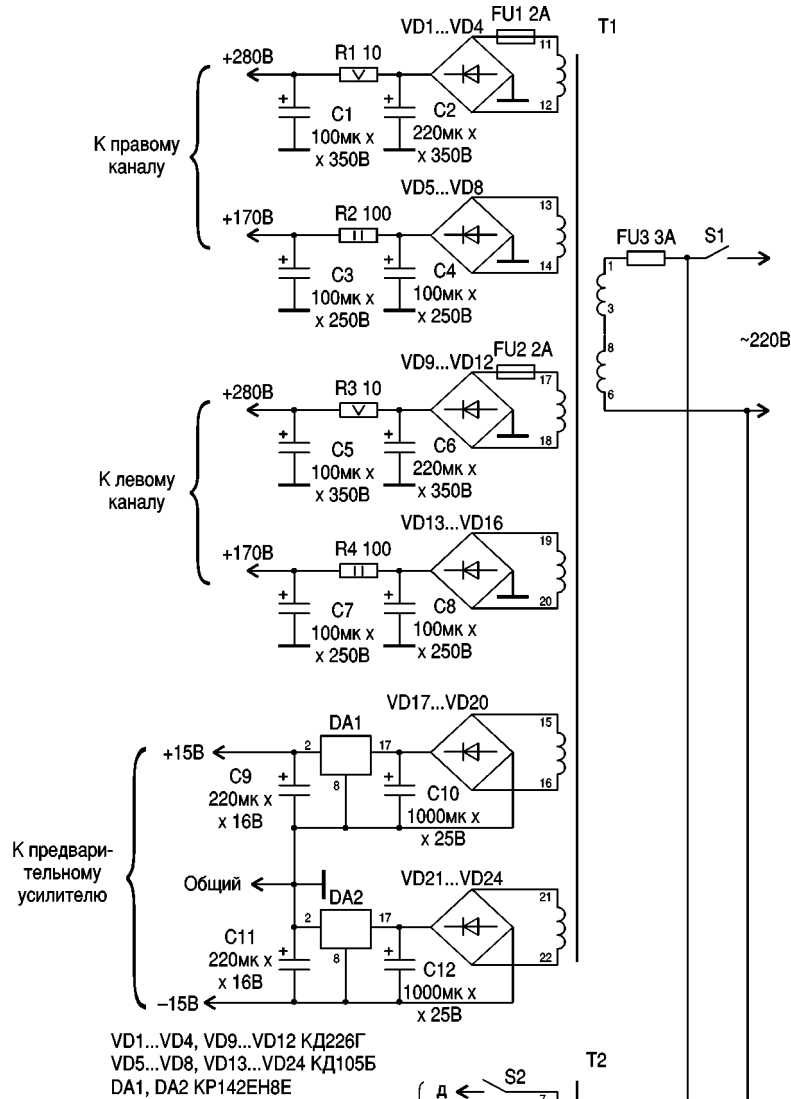 VD1...VD4 FU1 2A T1
11
+280В R1 10
12
C1 C2
100мк х 220мк х
х 350В х 350В
К правому
каналу
VD5...VD8
13
+170В R2 100
14
C3 C4
100мк х 100мк х
х 250В х 250В
FU3 3A S1
1
3
8
6
~220В
VD9...VD12 FU2 2A
17
+280В R3 10
18
C5 C6
100мк х 220мк х
х 350В х 350В
К левому
каналу
VD13...VD16
19
+170В R4 100
20
C7 C8
100мк х 100мк х
х 250В х 250В
VD17...VD20
15
+15В 2 DA1 17
8
16
C9 C10
220мк х 1000мк х
х 16В х 25В
К предвари-
тельному
усилителю
Общий
VD21...VD24
21
2 DA2 17
8
22
C11 C12
220мк х 1000мк х
х 16В х 25В
–15В
VD1...VD4, VD9...VD12 КД226Г
VD5...VD8, VD13...VD24 КД105Б
DA1, DA2 КР142ЕН8Е
T2
Д S2
7